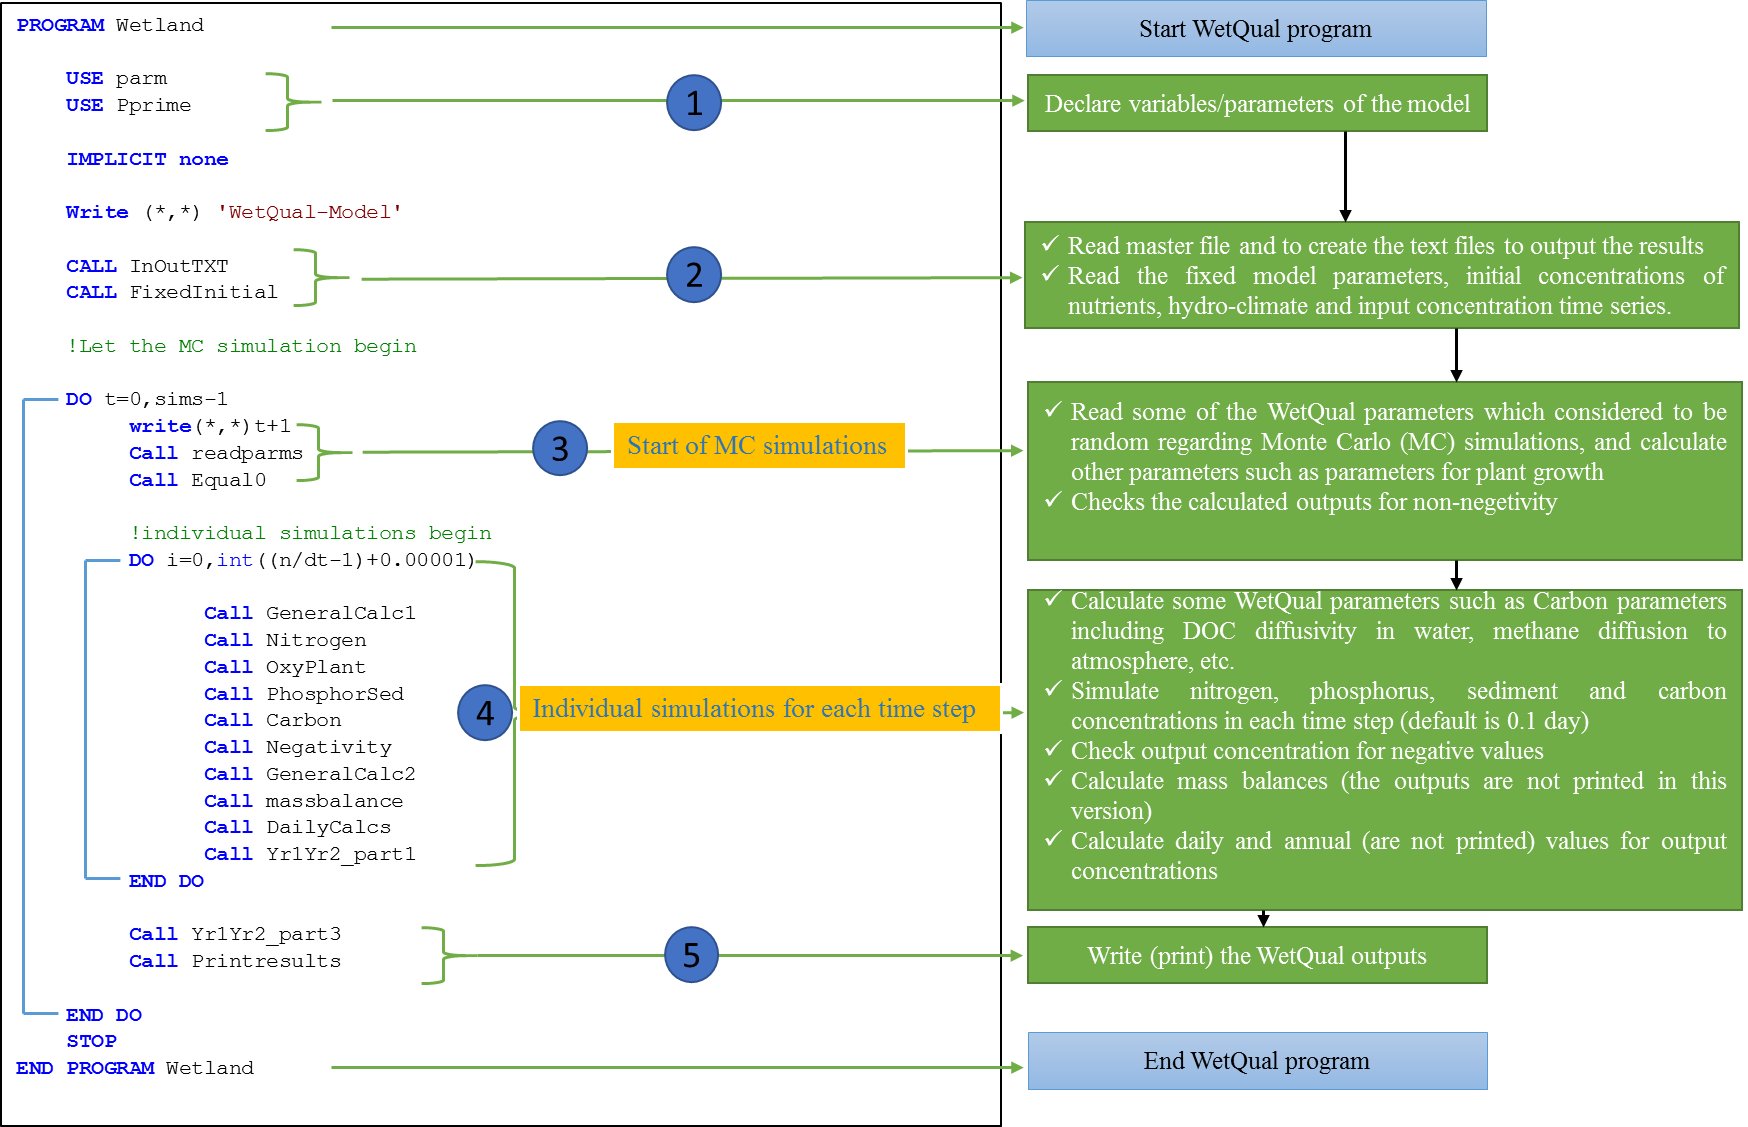 PROGRAM Wetland
Start WetQual program
USE parm
USE Pprime
1
Declare variables/parameters of the model
IMPLICIT none
Write (*,*) 'WetQual-Model'
CALL InOutTXT
CALL FixedInitial
2
✓ Read master file and to create the text files to output the results
✓ Read the fixed model parameters, initial concentrations of
nutrients, hydro-climate and input concentration time series.
!Let the MC simulation begin
DO t=0,sims-1
write(*,*)t+1
Call readparms
Call Equal0
3
Start of MC simulations
✓ Read some of the WetQual parameters which considered to be
random regarding Monte Carlo (MC) simulations, and calculate
other parameters such as parameters for plant growth
✓ Checks the calculated outputs for non-negetivity
!individual simulations begin
DO i=0,int((n/dt-1)+0.00001)
Call GeneralCalc1
Call Nitrogen
Call OxyPlant
Call PhosphorSed
Call Carbon
Call Negativity
Call GeneralCalc2
Call massbalance
Call DailyCalcs
Call Yr1Yr2_part1
END DO
4
Individual simulations for each time step
✓ Calculate some WetQual parameters such as Carbon parameters
including DOC diffusivity in water, methane diffusion to
atmosphere, etc.
✓ Simulate nitrogen, phosphorus, sediment and carbon
concentrations in each time step (default is 0.1 day)
✓ Check output concentration for negative values
✓ Calculate mass balances (the outputs are not printed in this
version)
✓ Calculate daily and annual (are not printed) values for output
concentrations
Call Yr1Yr2_part3
Call Printresults
5
Write (print) the WetQual outputs
END DO
STOP
END PROGRAM Wetland
End WetQual program